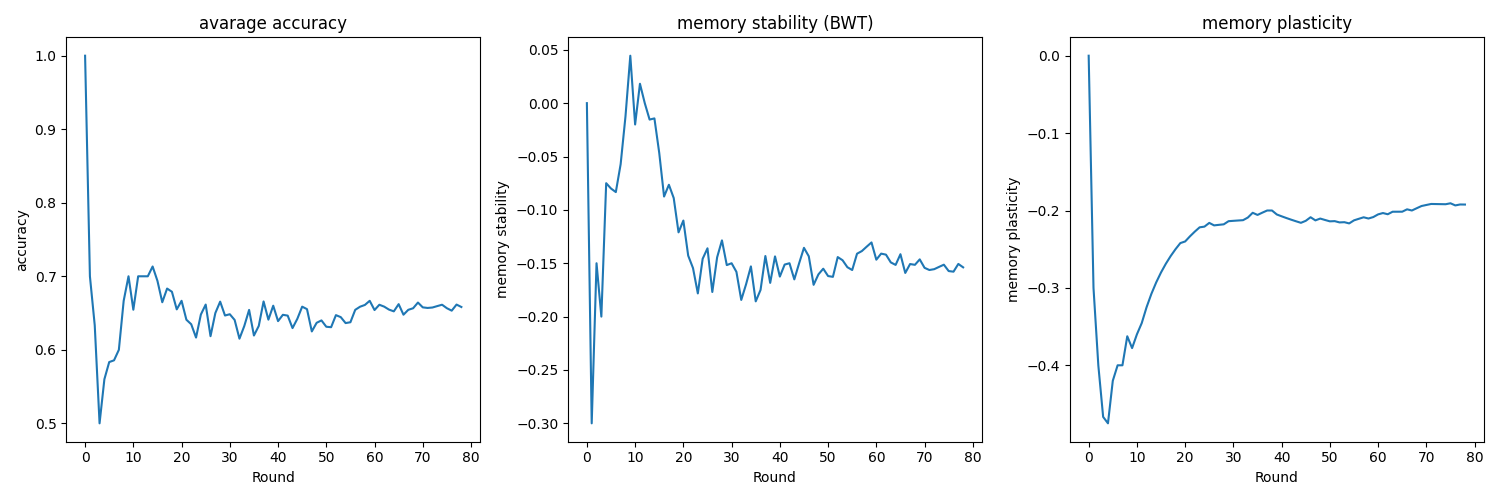 avarage accuracy
accuracy
1.0
0.9
0.8
0.7
0.6
0.5
0 10 20 30 40 50 60 70 80
Round
memory stability (BWT)
memory stability
0.05
0.00
−0.05
−0.10
−0.15
−0.20
−0.25
−0.30
0 10 20 30 40 50 60 70 80
Round
memory plasticity
memory plasticity
0.0
−0.1
−0.2
−0.3
−0.4
0 10 20 30 40 50 60 70 80
Round